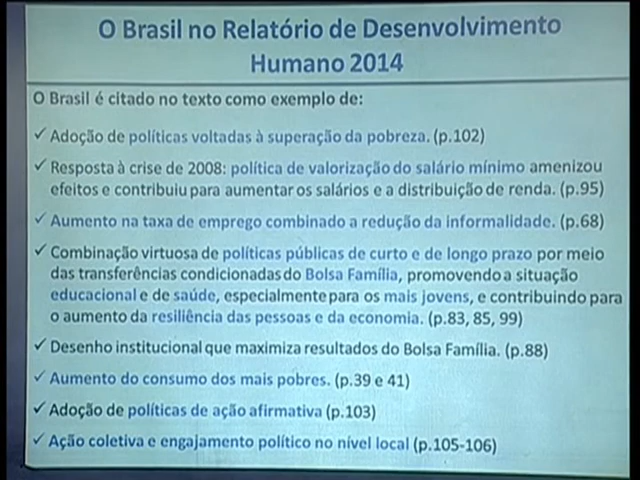 O Brasil no Relatório de Desenvolvimento
Humano 2014
O Brasil é citado no texto como exemplo de:
✓ Adoção de políticas voltadas à superação da pobreza. (p.102)
✓ Resposta à crise de 2008: política de valorização do salário mínimo amenizou
efeitos e contribuiu para aumentar os salários e a distribuição de renda. (p.95)
✓ Aumento na taxa de emprego combinado a redução da informalidade. (p.68)
✓ Combinação virtuosa de políticas públicas de curto e de longo prazo por meio
das transferências condicionadas do Bolsa Família, promovendo a situação
educacional e de saúde, especialmente para os mais jovens, e contribuindo para
o aumento da resiliência das pessoas e da economia. (p.83, 85, 99)
✓ Desenho institucional que maximiza resultados do Bolsa Família. (p.88)
✓ Aumento do consumo dos mais pobres. (p.39 e 41)
✓ Adoção de políticas de ação afirmativa (p.103)
✓ Ação coletiva e engajamento político no nível local (p.105-106)